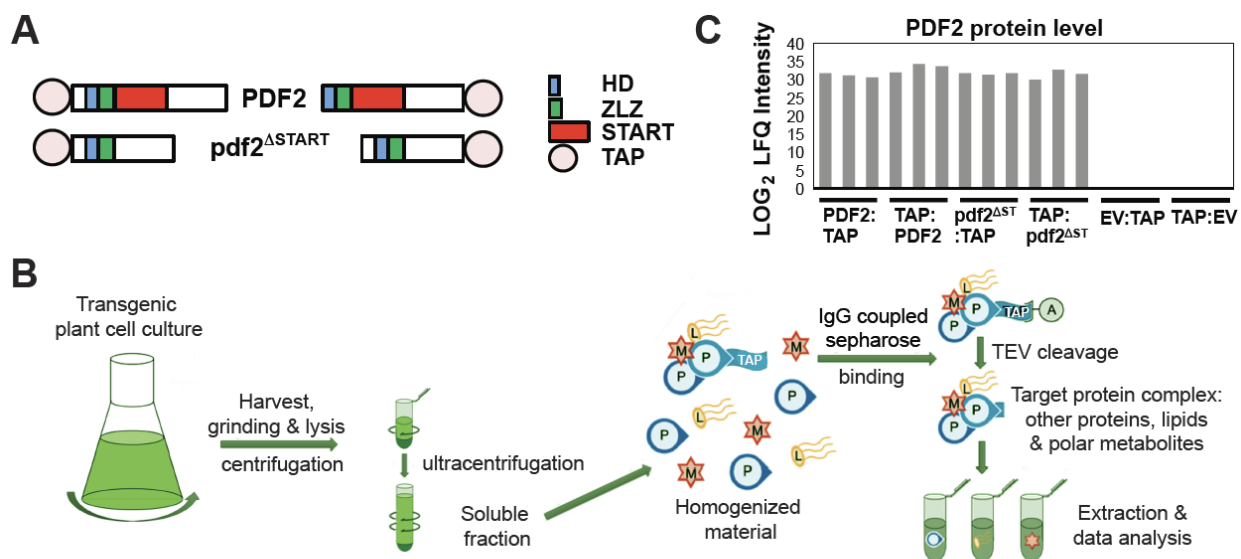 A
PDF2
pdf2ΔSTART
HD
ZLZ
START
TAP
C
PDF2 protein level
LOG2 LFQ Intensity
40
35
30
25
20
15
10
5
0
PDF2:
TAP
TAP:
PDF2
pdf2ΔST
:TAP
TAP:
pdf2ΔST
EV:TAP
TAP:EV
B
Transgenic
plant cell culture
Harvest,
grinding & lysis
centrifugation
ultracentrifugation
Soluble
fraction
L
M
P
TAP
P
M
P
P
L
M
M
P
L
Homogenized
material
IgG coupled
sepharose
binding
L
M
P
TAP
A
P
TEV cleavage
L
M
P
P
Target protein complex:
other proteins, lipids
& polar metabolites
P
M
Extraction &
data analysis